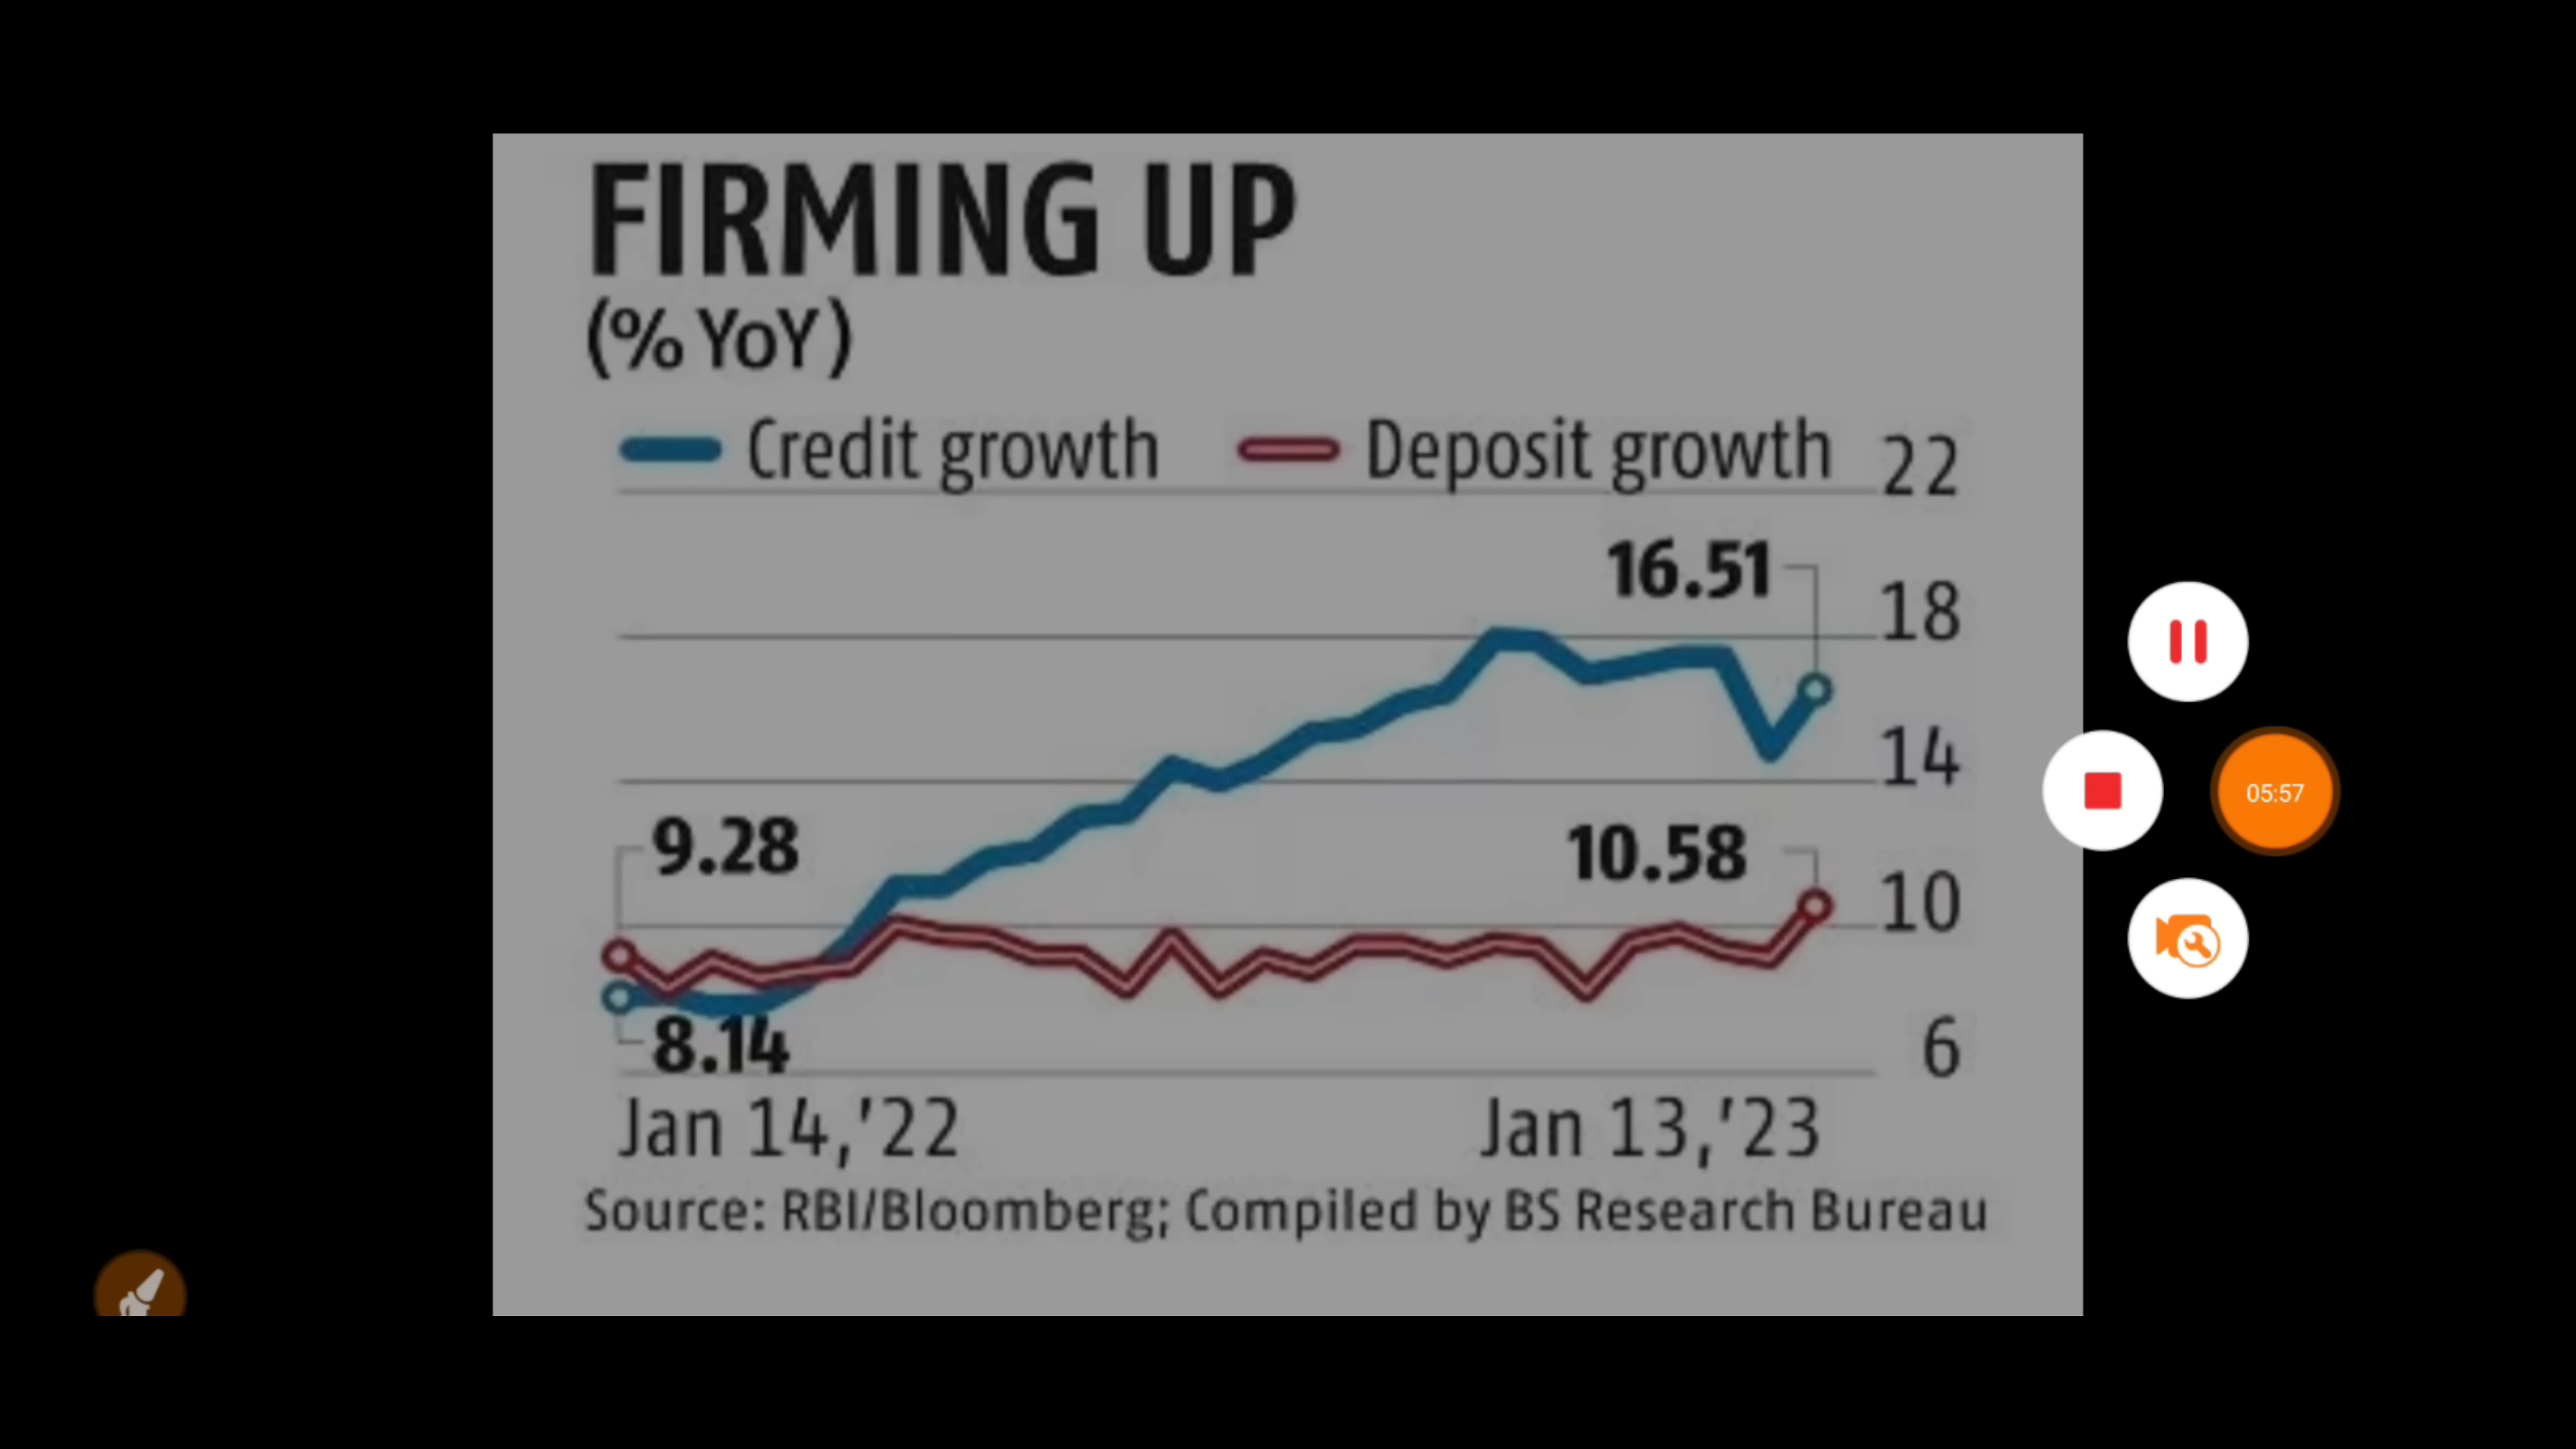 FIRMING UP
(% YoY)
Credit growth Deposit growth 22
16.51
18
14
9.28
10.58
10
8.14
6
Jan 14,'22 Jan 13,'23
Source: RBI/Bloomberg; Compiled by BS Research Bureau
05:57